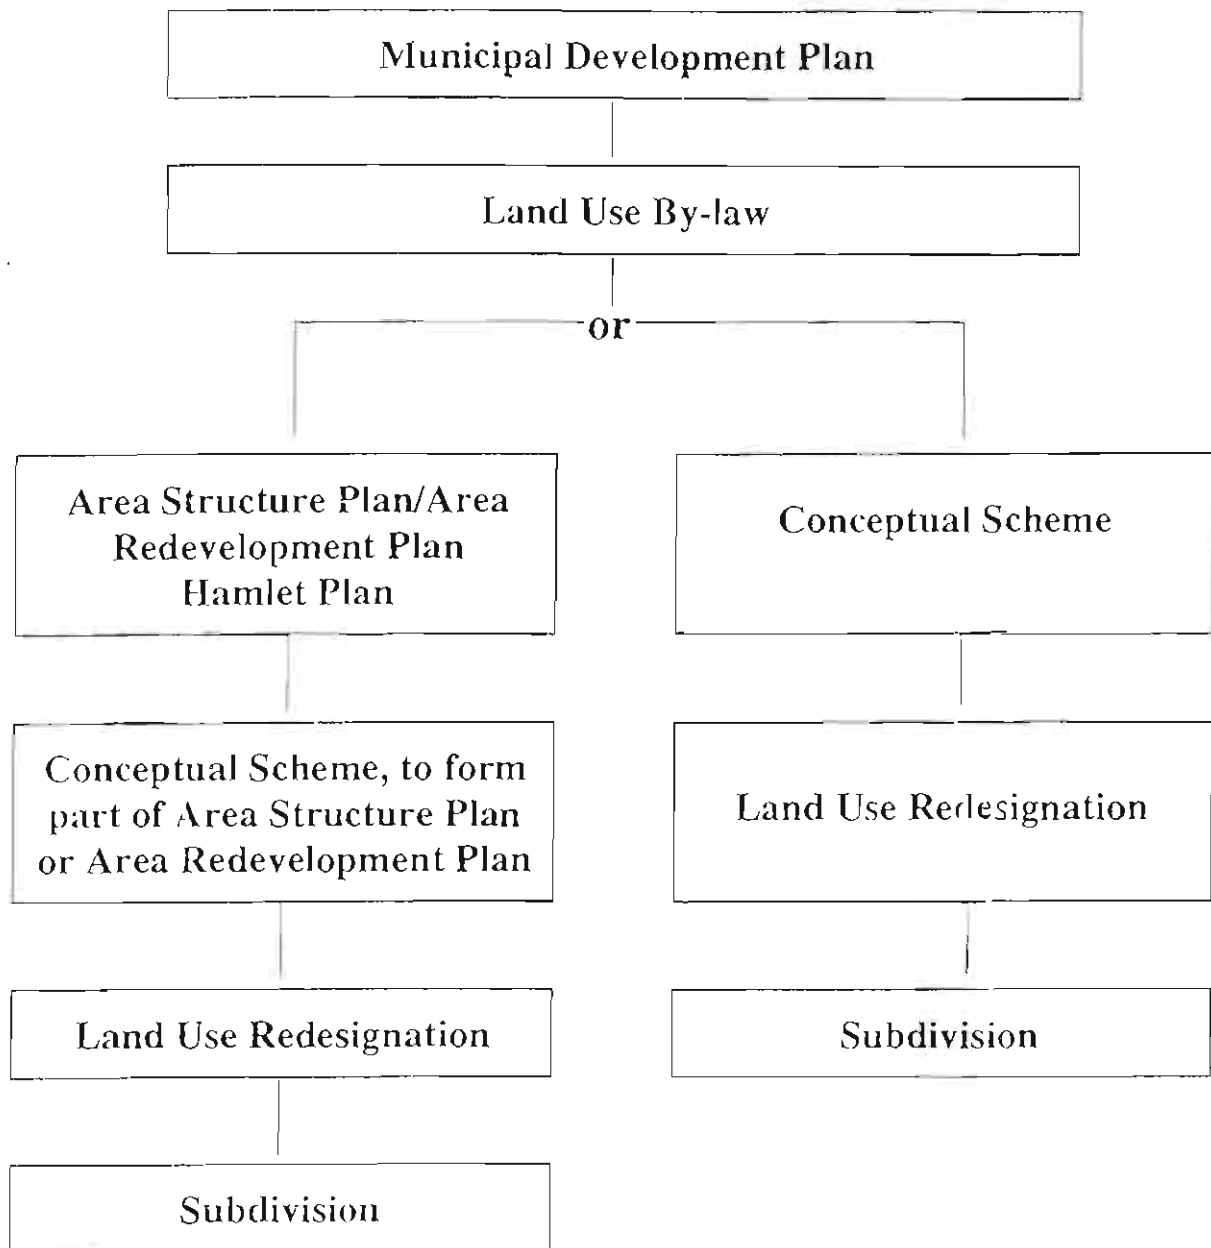 Municipal Development Plan
Land Use By-law
or
Area Structure Plan/Area
Redevelopment Plan
Hamlet Plan
Conceptual Scheme, to form
part of Area Structure Plan
or Area Redevelopment Plan
Land Use Redesignation
Subdivision
Conceptual Scheme
Land Use Redesignation
Subdivision